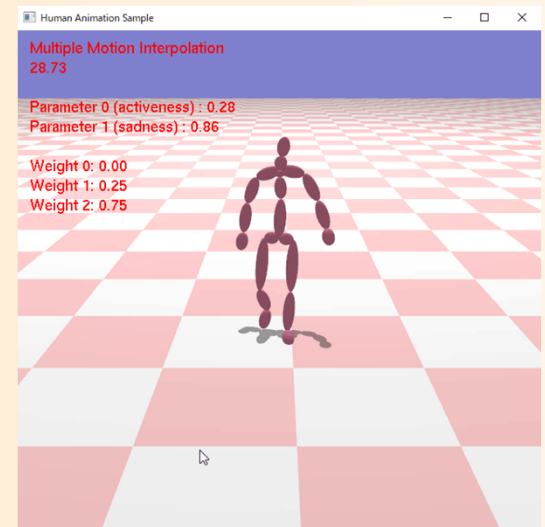 Human Animation Sample
Multiple Motion Interpolation
28.73
Parameter 0 (activeness) : 0.28
Parameter 1 (sadness) : 0.86
Weight 0: 0.00
Weight 1: 0.25
Weight 2: 0.75